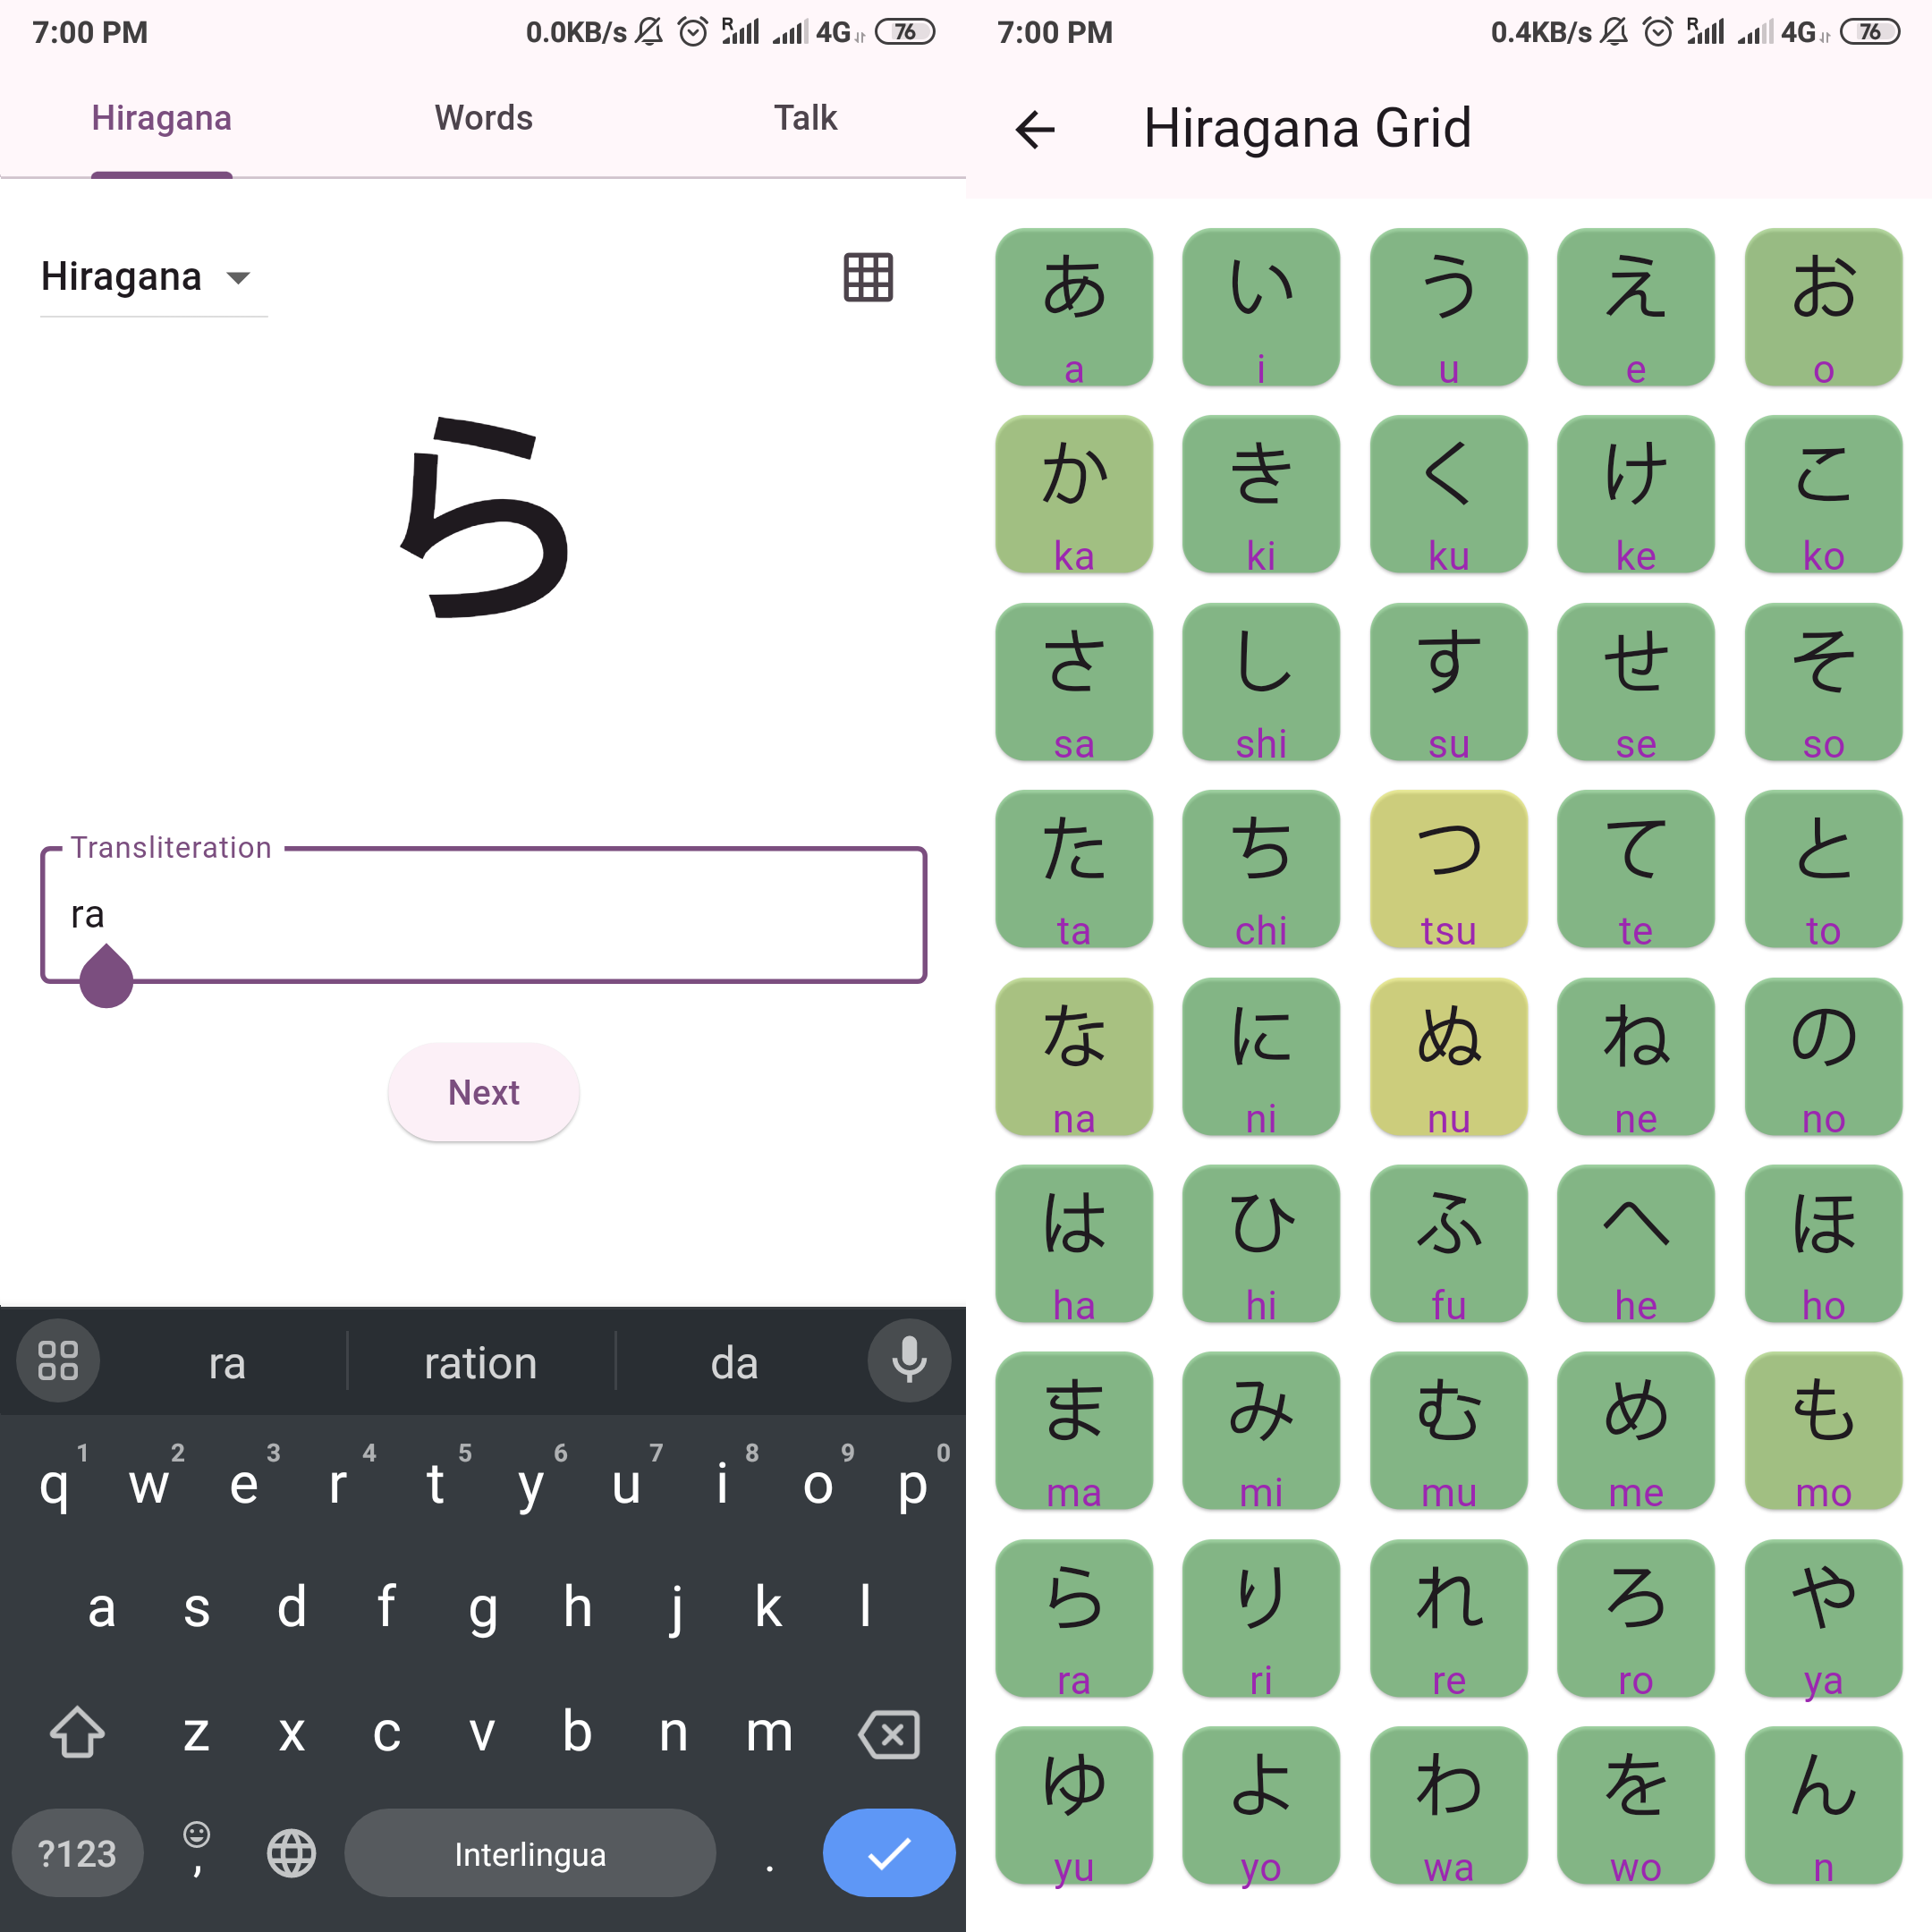 7:00 PM 0.0KB/s R 4G 76
Hiragana Words Talk
Hiragana
ら
Transliteration
ra
Next
ra ration da
1 2 3 4 5 6 7 8 9 0
q w e r t y u i o p
a s d f g h j k l
z x c v b n m
?123 , Interlingua .
7:00 PM 0.4KB/s R 4G 76
Hiragana Grid
あ い う え お
a i u e o
か き く け こ
ka ki ku ke ko
さ し す せ そ
sa shi su se so
た ち つ て と
ta chi tsu te to
な に ぬ ね の
na ni nu ne no
は ひ ふ へ ほ
ha hi fu he ho
ま み む め も
ma mi mu me mo
ら り れ ろ や
ra ri re ro ya
ゆ よ わ を ん
yu yo wa wo n